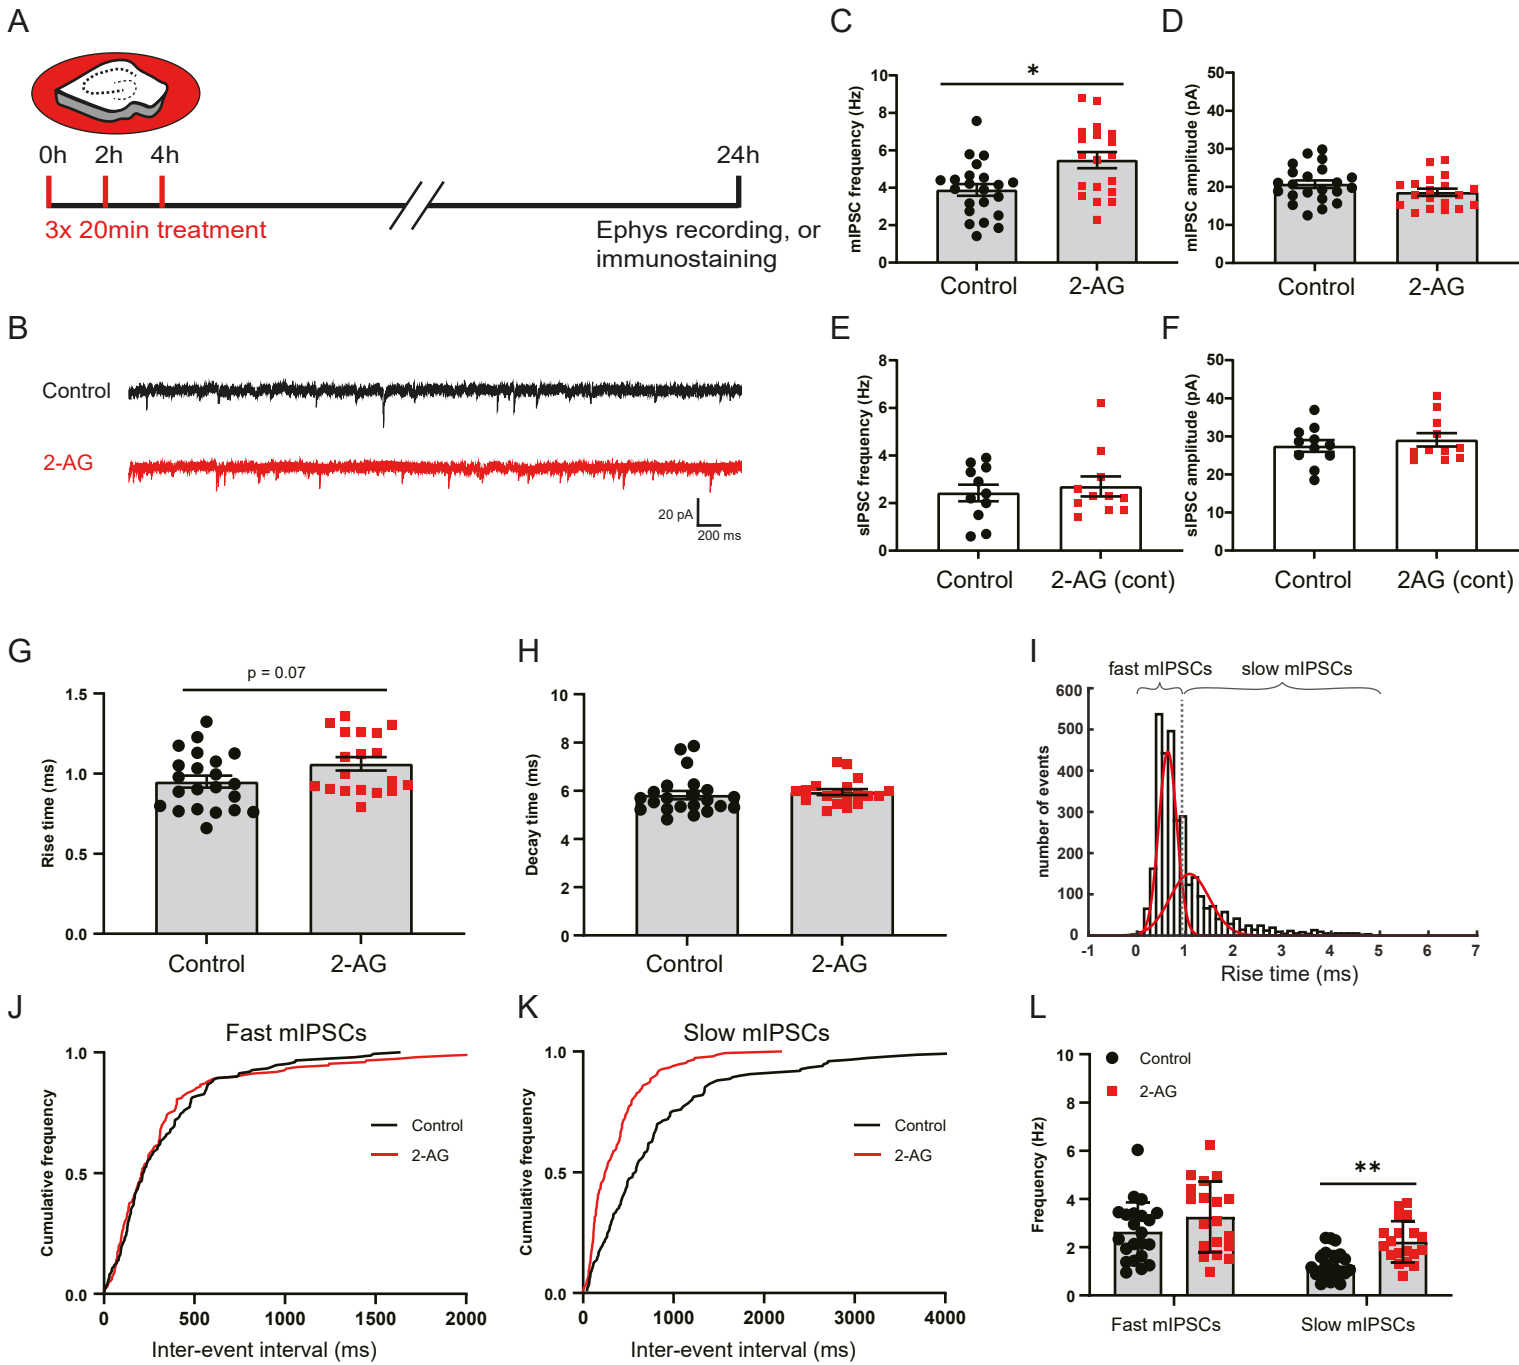 A
0h 2h 4h 24h
3x 20min treatment
Ephys recording, or
immunostaining
B
Control
2-AG
20 pA
200 ms
C
mIPSC frequency (Hz)
10
8
6
4
2
0
*
Control 2-AG
D
mIPSC amplitude (pA)
50
40
30
20
10
0
Control 2-AG
E
sIPSC frequency (Hz)
8
6
4
2
0
Control 2-AG (cont)
F
sIPSC amplitude (pA)
50
40
30
20
10
0
Control 2AG (cont)
G
Rise time (ms)
1.5
1.0
0.5
0.0
p = 0.07
Control 2-AG
H
Decay time (ms)
10
8
6
4
2
0
Control 2-AG
I
fast mIPSCs slow mIPSCs
number of events
600
500
400
300
200
100
0
-1 0 1 2 3 4 5 6 7
Rise time (ms)
J
Fast mIPSCs
Cumulative frequency
1.0
0.5
0.0
Control
2-AG
0 500 1000 1500 2000
Inter-event interval (ms)
K
Slow mIPSCs
Cumulative frequency
1.0
0.5
0.0
Control
2-AG
0 1000 2000 3000 4000
Inter-event interval (ms)
L
Frequency (Hz)
10
8
6
4
2
0
Control
2-AG
**
Fast mIPSCs Slow mIPSCs